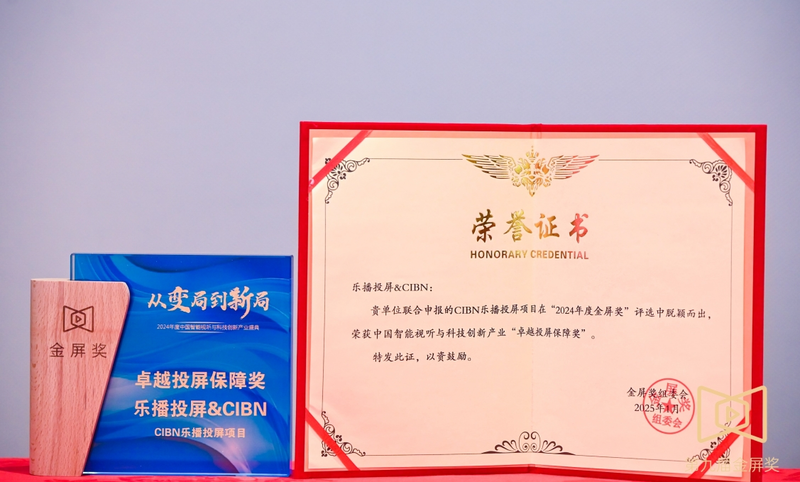 金屏奖
从变局到新局
2024年度中国智能视听与科技创新产业盛典
卓越投屏保障奖
乐播投屏&CIBN
CIBN乐播投屏项目
荣誉证书
HONORARY CREDENTIAL
乐播投屏&CIBN：
贵单位联合申报的CIBN乐播投屏项目在“2024年度金屏奖”评选中脱颖而出，
荣获中国智能视听与科技创新产业“卓越投屏保障奖”。
特发此证，以资鼓励。
金屏奖组委会
2025年1月
组委会
金屏奖